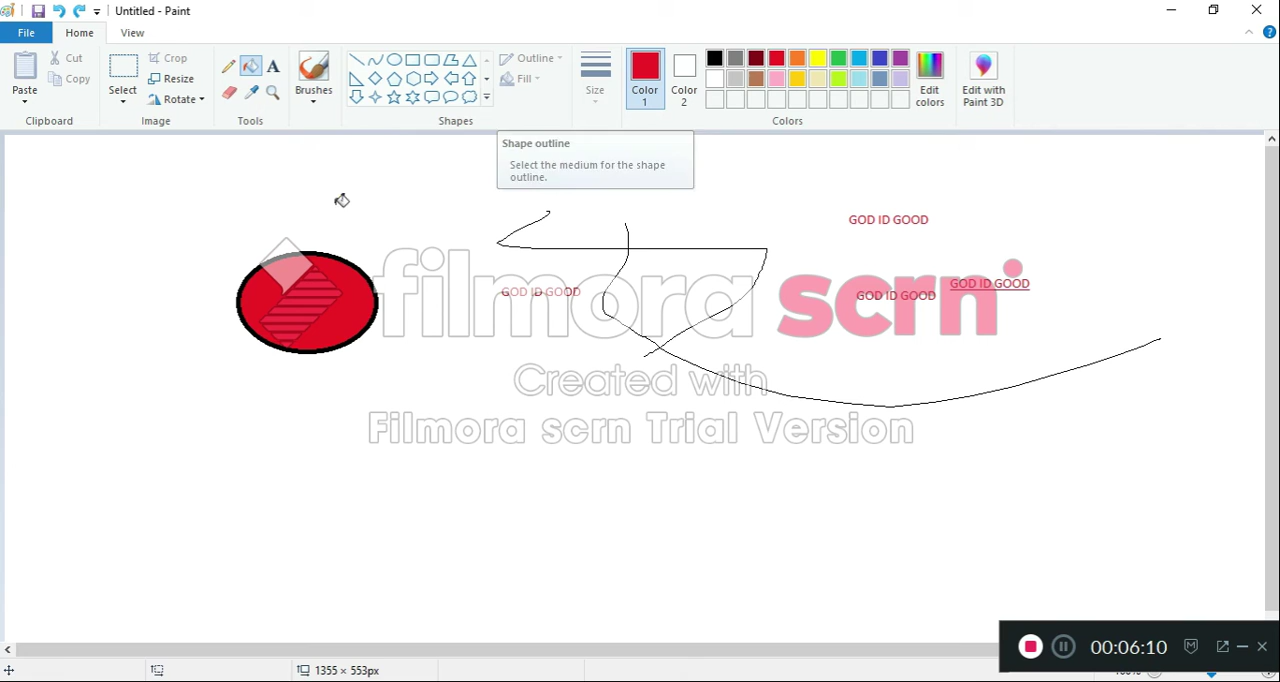 Untitled - Paint
File Home View
Paste
Cut
Copy
Clipboard
Select
Crop
Resize
Rotate
Image
A
Tools
Brushes
Shapes
Outline
Fill
Size
Color 1
Color 2
Colors
Edit colors
Edit with Paint 3D
Shape outline
Select the medium for the shape
outline.
GOD ID GOOD
GOD ID GOOD
GOD ID GOOD
GOD ID GOOD
filmora scrn
Created with
Filmora scrn Trial Version
00:06:10
1355 × 553px